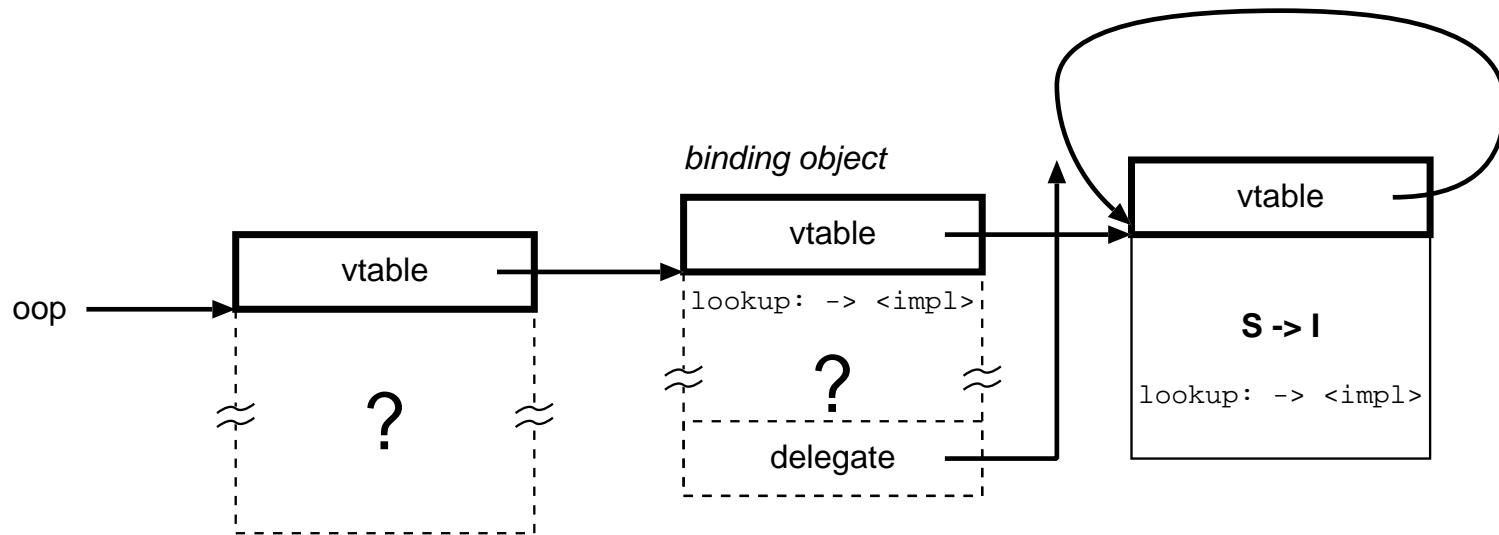 binding object
oop
vtable
?
vtable
lookup: -> <impl>
?
delegate
vtable
S -> I
lookup: -> <impl>